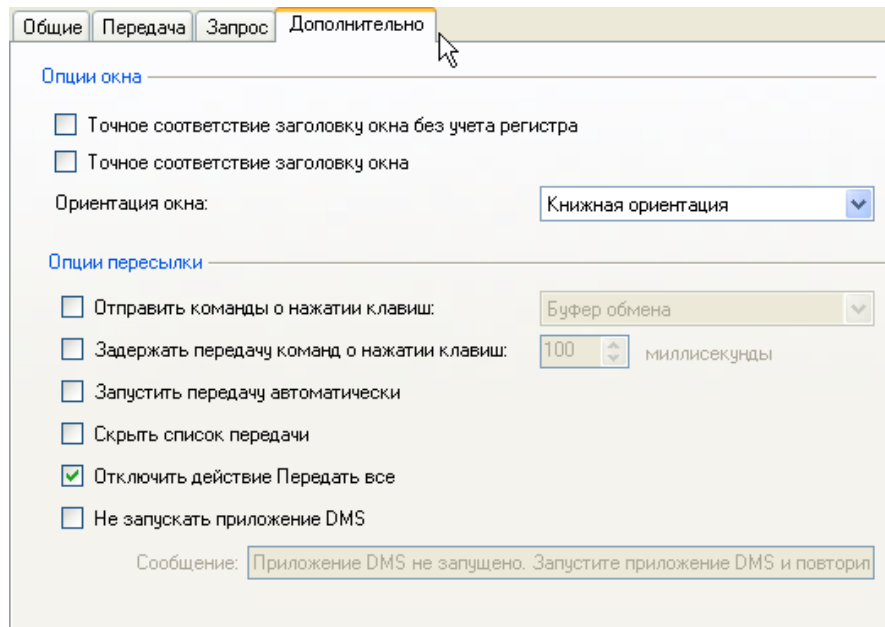 Общие Передача Запрос Дополнительно
Опции окна
Точное соответствие заголовку окна без учета регистра
Точное соответствие заголовку окна
Ориентация окна: Книжная ориентация
Опции пересылки
Отправить команды о нажатии клавиш: Буфер обмена
Задержать передачу команд о нажатии клавиш: 100 миллисекунды
Запустить передачу автоматически
Скрыть список передачи
Отключить действие Передать все
Не запускать приложение DMS
Сообщение: Приложение DMS не запущено. Запустите приложение DMS и повторит